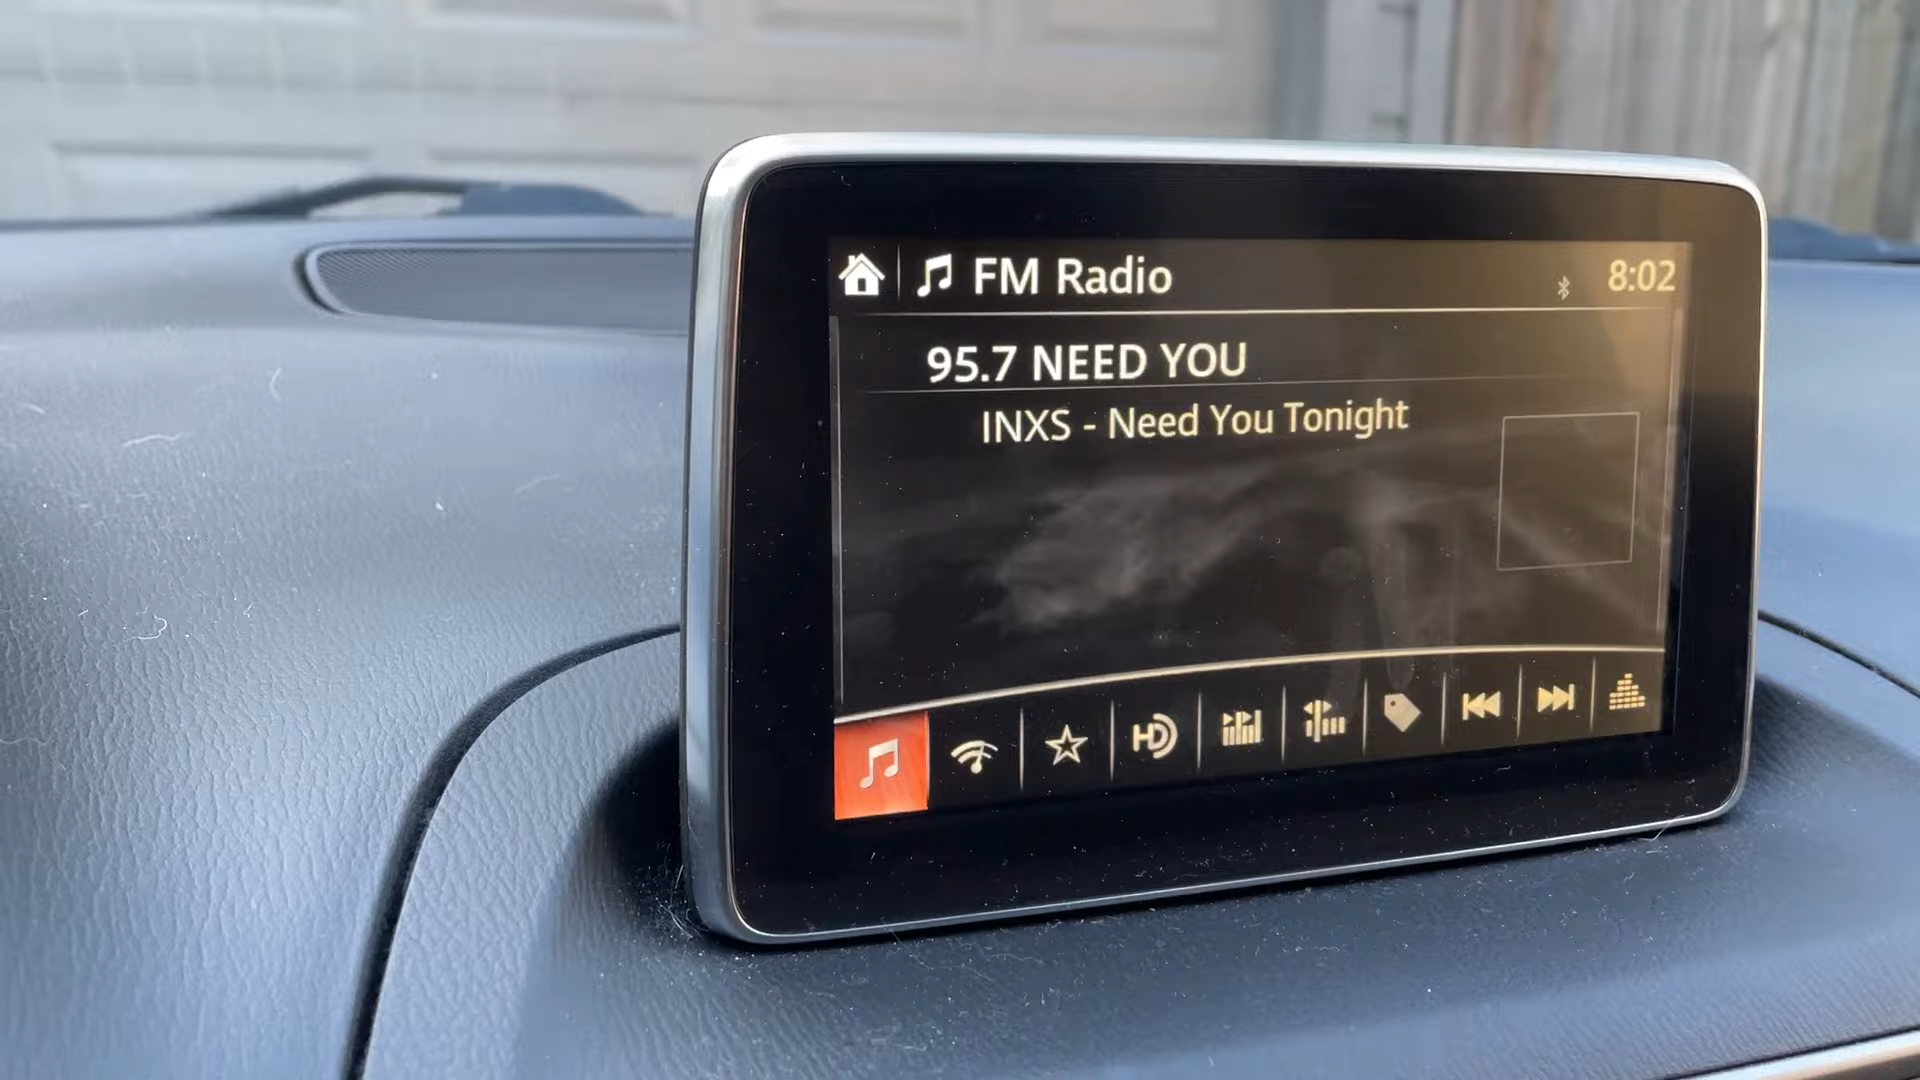 FM Radio
8:02
95.7 NEED YOU
INXS - Need You Tonight
HD